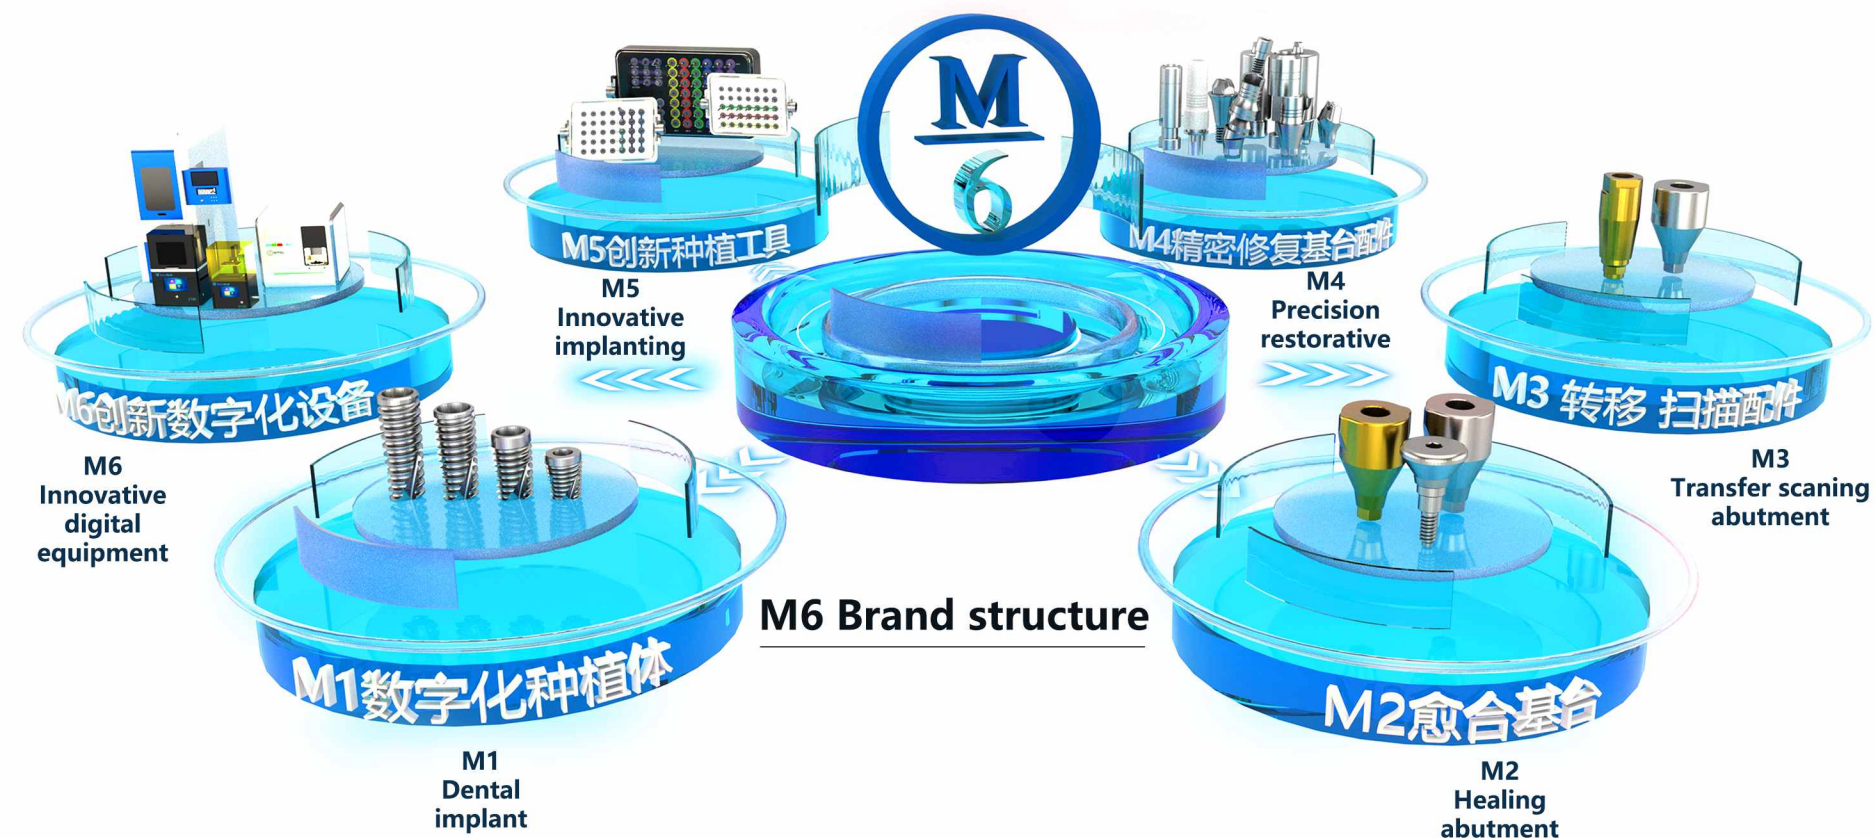 M
6
M5创新种植工具
M5
Innovative
implanting
M4精密修复基台配件
M4
Precision
restorative
M6创新数字化设备
M6
Innovative
digital
equipment
M3 转移 扫描配件
M3
Transfer scaning
abutment
M6 Brand structure
M1数字化种植体
M1
Dental
implant
M2愈合基台
M2
Healing
abutment